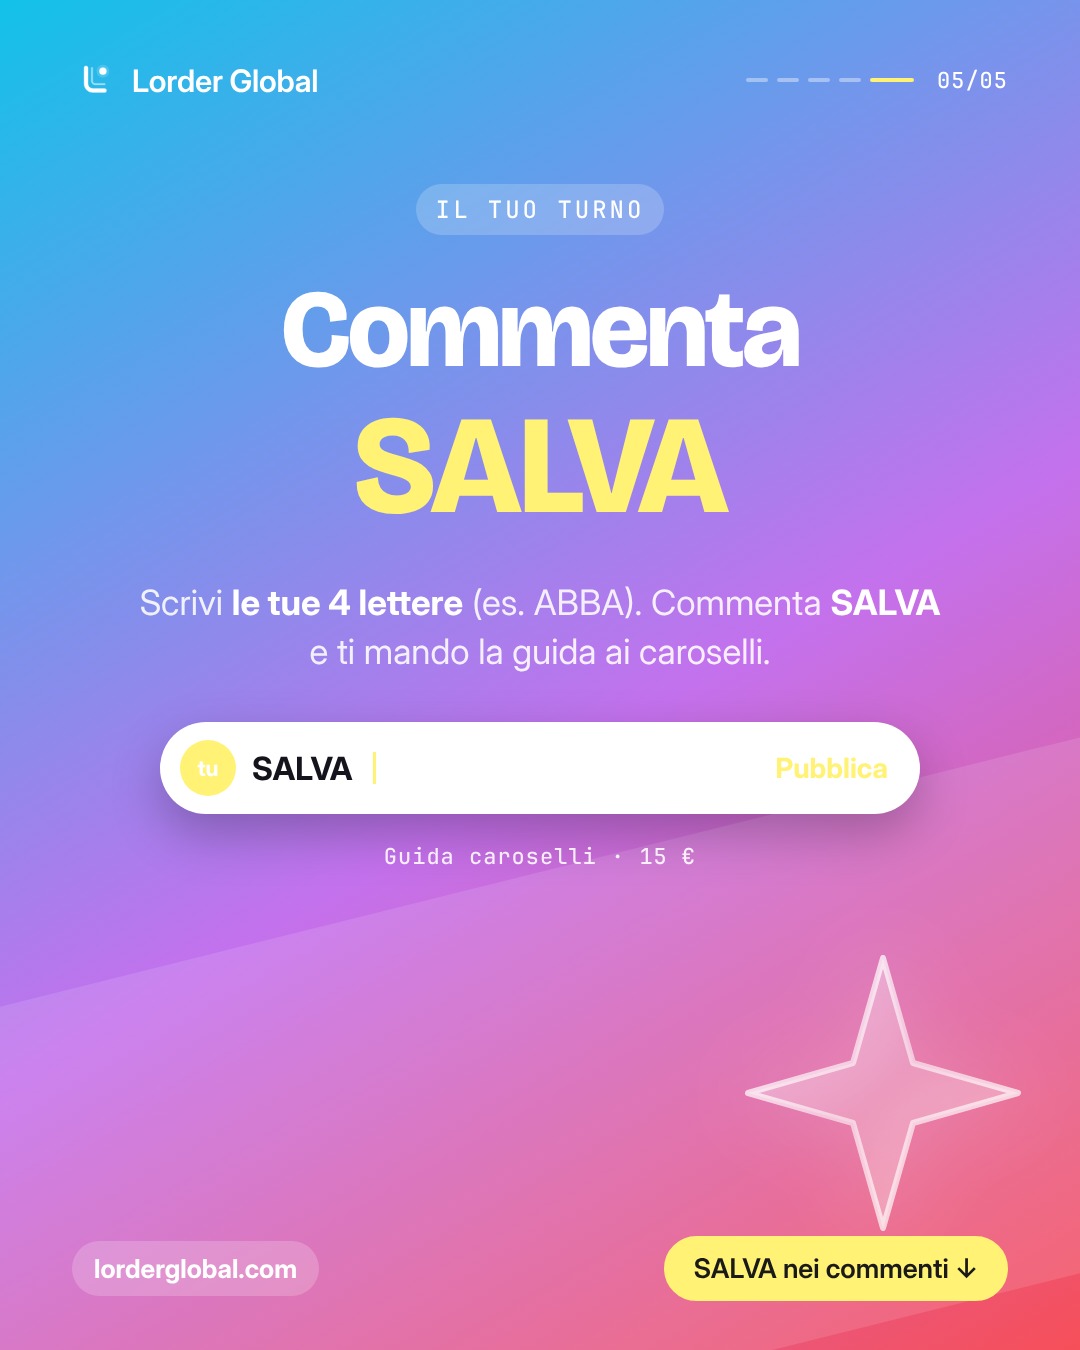 Lorder Global
05/05
IL TUO TURNO
Commenta
SALVA
Scrivi le tue 4 lettere (es. ABBA). Commenta SALVA
e ti mando la guida ai caroselli.
tu SALVA Pubblica
Guida caroselli · 15 €
lorderglobal.com
SALVA nei commenti ↓